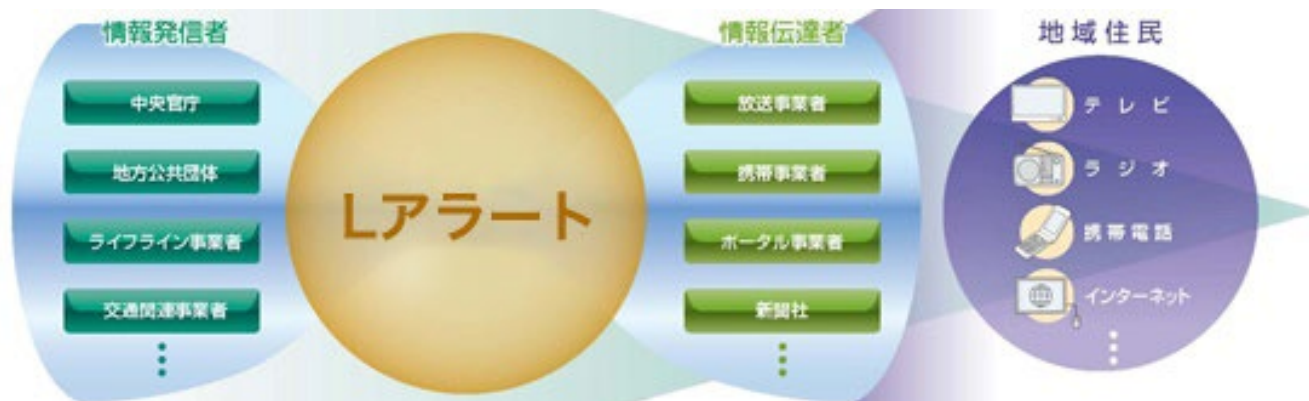 情報発信者
中央官庁
地方公共団体
ライフライン事業者
交通関連事業者
Lアラート
情報伝達者
放送事業者
携帯事業者
ポータル事業者
新聞社
地域住民
テレビ
ラジオ
携帯電話
インターネット